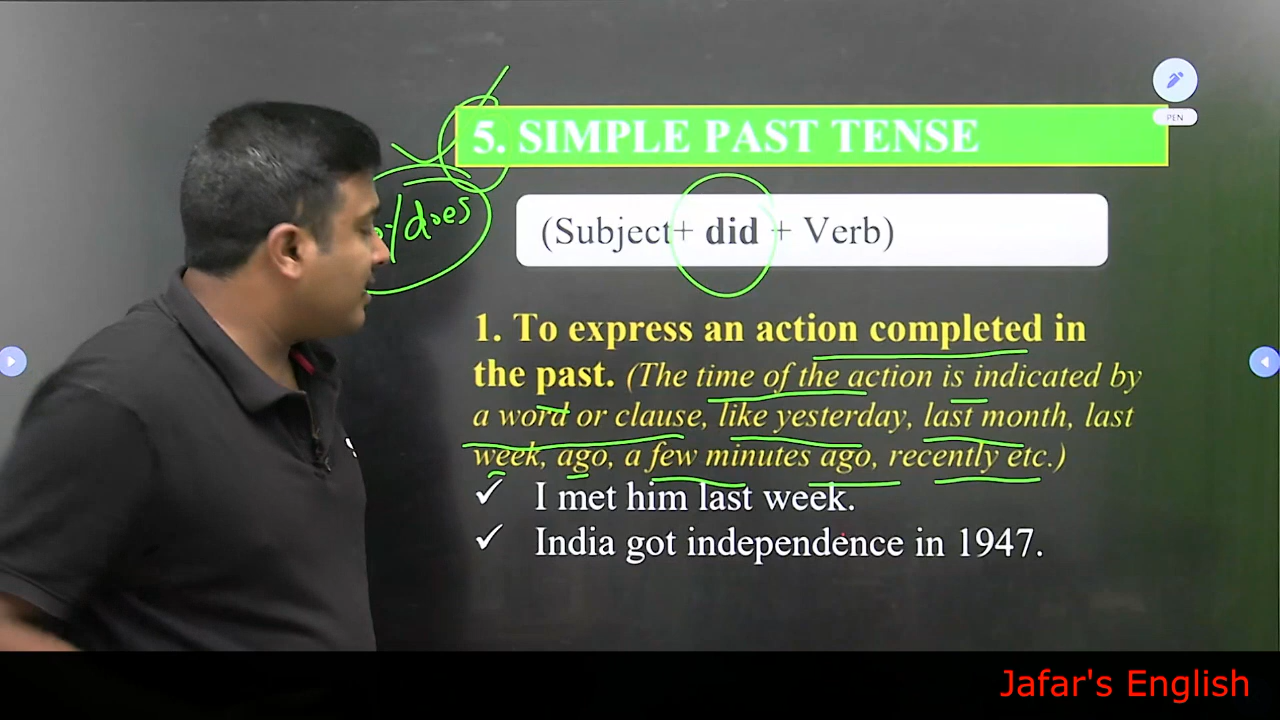 5. SIMPLE PAST TENSE
PEN
/does
(Subject+ did + Verb)
1. To express an action completed in
the past. (The time of the action is indicated by
a word or clause, like yesterday, last month, last
week, ago, a few minutes ago, recently etc.)
✓ I met him last week.
✓ India got independence in 1947.
Jafar's English